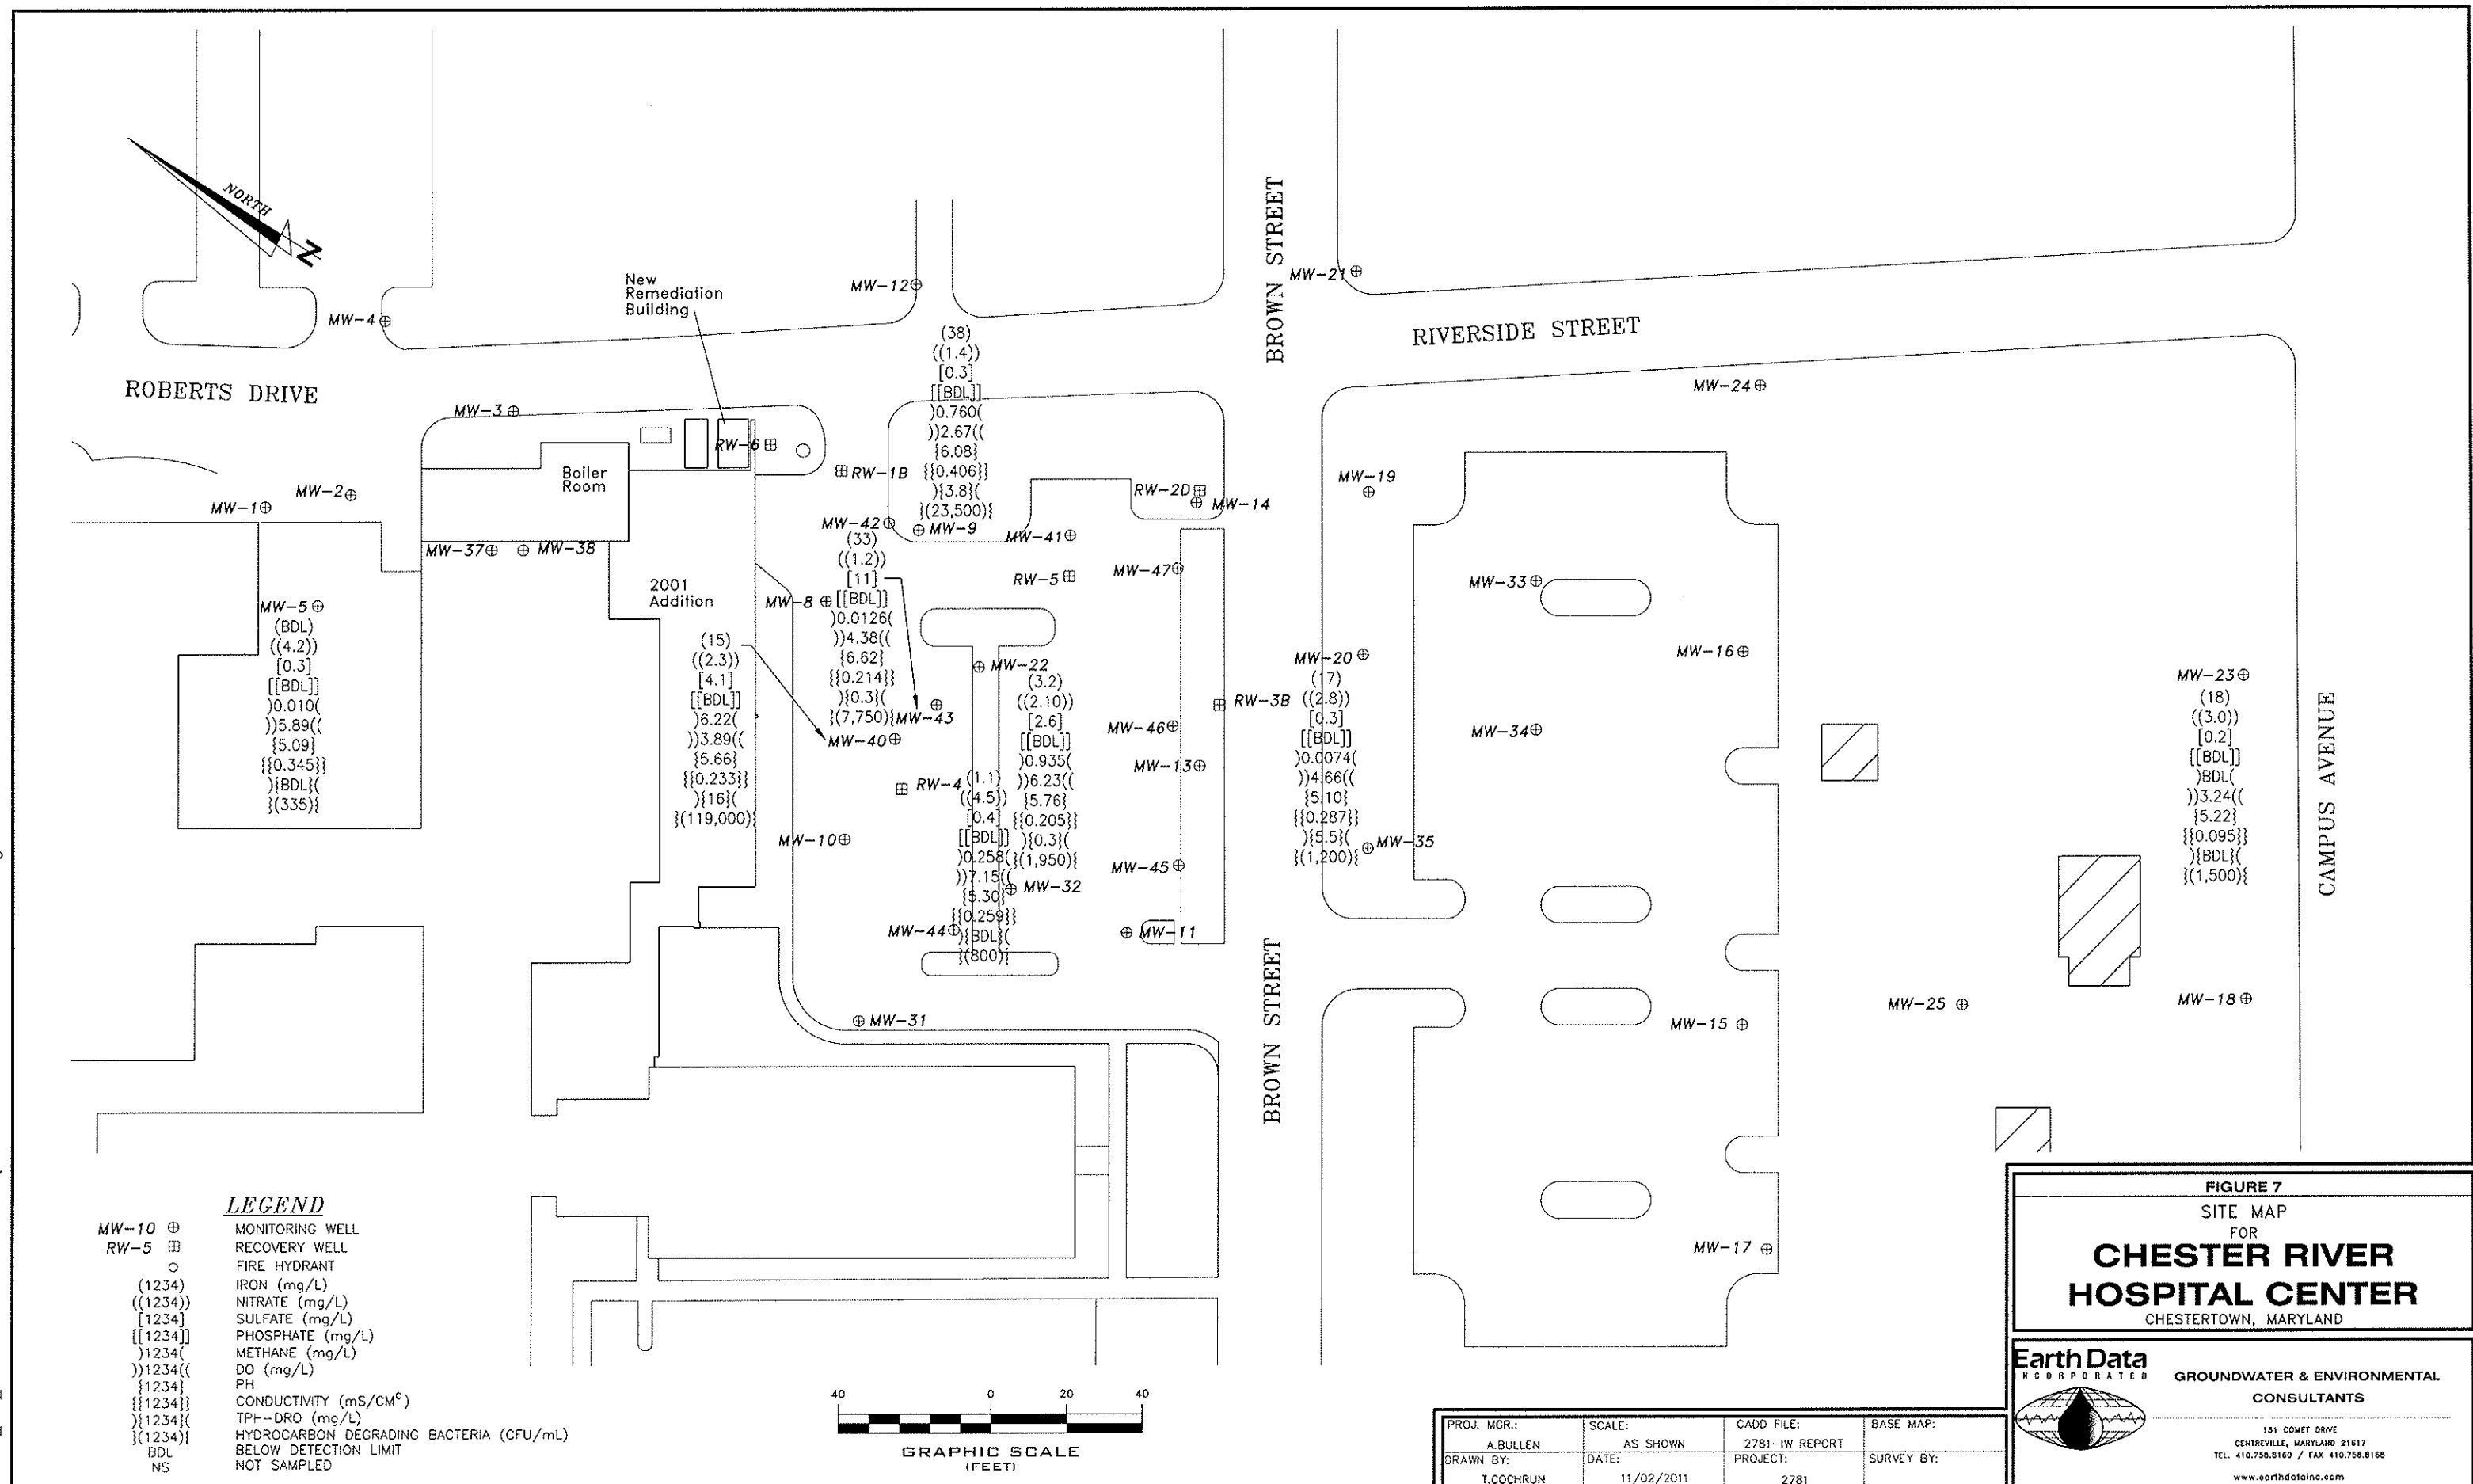 NORTH
N
ROBERTS DRIVE
MW-4
New
Remediation
Building
MW-12
MW-21
BROWN STREET
RIVERSIDE STREET
MW-24
MW-3
RW-6
Boiler
Room
RW-1B
MW-2
MW-1
MW-37
MW-38
2001
Addition
MW-42
MW-9
(38)
((1.4))
[0.3]
[[BDL]]
)0.760(
))2.67((
{6.08}
{{0.406}}
){3.8}(
}(23,500){
MW-41
RW-2D
MW-14
RW-5
MW-47
MW-19
MW-33
MW-16
MW-34
MW-5
(BDL)
((4.2))
[0.3]
[[BDL]]
)0.010(
))5.89((
{5.09}
{{0.345}}
){BDL}(
}(335){
(15)
((2.3))
[4.1]
[[BDL]]
)6.22(
))3.89((
{5.66}
{{0.233}}
){16}(
}(119,000){
MW-40
MW-8
(33)
((1.2))
[11]
[[BDL]]
)0.0126(
))4.38((
{6.62}
{{0.214}}
){0.3}(
}(7,750){
MW-43
MW-22
(3.2)
((2.10))
[2.6]
[[BDL]]
)0.935(
))6.23((
{5.76}
{{0.205}}
){0.3}(
}(1,950){
RW-4
MW-10
(1.1)
((4.5))
[0.4]
[[BDL]]
)0.258(
))7.15((
{5.30}
{{0.259}}
){BDL}(
}(800){
MW-32
MW-44
MW-31
MW-46
MW-13
MW-45
MW-11
RW-3B
MW-20
(17)
((2.8))
[0.3]
[[BDL]]
)0.0074(
))4.66((
{5.10}
{{0.287}}
){5.5}(
}(1,200){
MW-35
MW-23
(18)
((3.0))
[0.2]
[[BDL]]
)BDL(
))3.24((
{5.22}
{{0.095}}
){BDL}(
}(1,500){
CAMPUS AVENUE
BROWN STREET
MW-15
MW-25
MW-18
MW-17
LEGEND
MW-10 MONITORING WELL
RW-5 RECOVERY WELL
FIRE HYDRANT
(1234) IRON (mg/L)
((1234)) NITRATE (mg/L)
[1234] SULFATE (mg/L)
[[1234]] PHOSPHATE (mg/L)
)1234( METHANE (mg/L)
))1234(( DO (mg/L)
{1234} PH
{{1234}} CONDUCTIVITY (mS/CMᶜ)
){1234}( TPH-DRO (mg/L)
}(1234){ HYDROCARBON DEGRADING BACTERIA (CFU/mL)
BDL BELOW DETECTION LIMIT
NS NOT SAMPLED
40 0 20 40
GRAPHIC SCALE
(FEET)
FIGURE 7
SITE MAP
FOR
CHESTER RIVER
HOSPITAL CENTER
CHESTERTOWN, MARYLAND
Earth Data
INCORPORATED
GROUNDWATER & ENVIRONMENTAL
CONSULTANTS
131 COMET DRIVE
CENTREVILLE, MARYLAND 21617
TEL. 410.758.8160 / FAX 410.758.8168
www.earthdatainc.com
PROJ. MGR.: SCALE: CADD FILE: BASE MAP:
A.BULLEN AS SHOWN 2781-IW REPORT
DRAWN BY: DATE: PROJECT: SURVEY BY:
T.COCHRUN 11/02/2011 2781